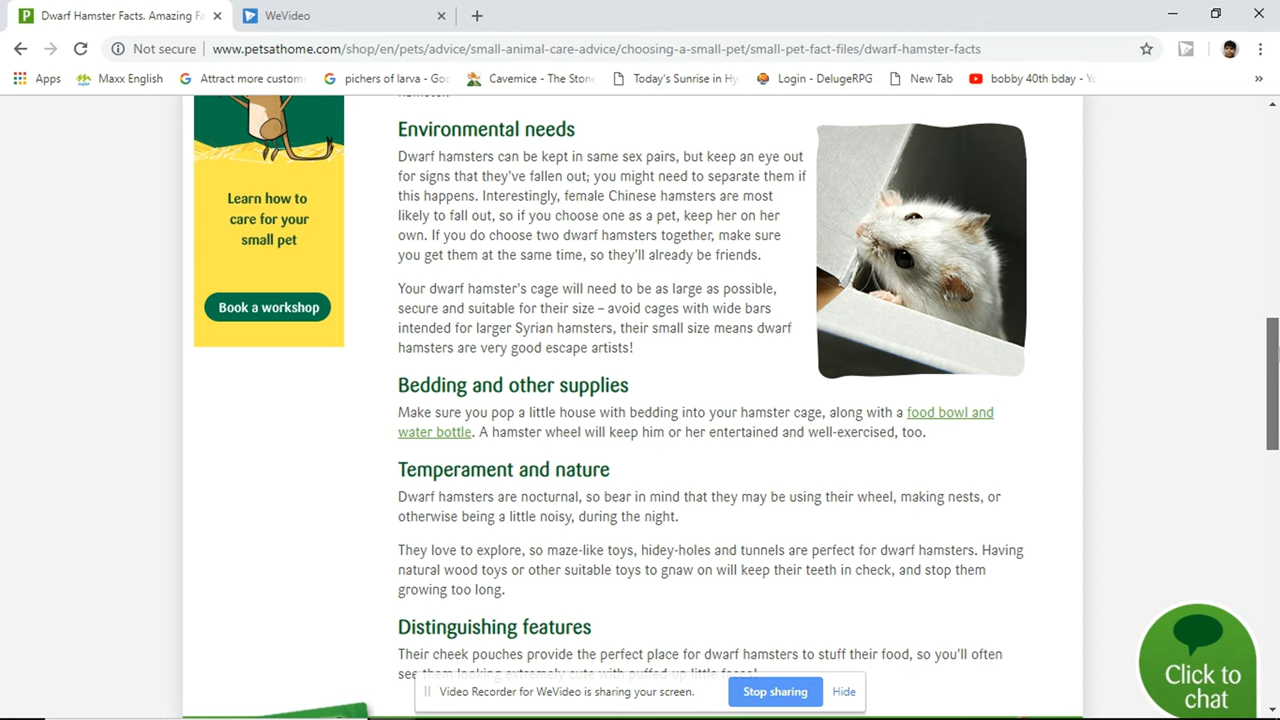 Dwarf Hamster Facts. Amazing Fa
WeVideo
Not secure
www.petsathome.com/shop/en/pets/advice/small-animal-care-advice/choosing-a-small-pet/small-pet-fact-files/dwarf-hamster-facts
Apps
Maxx English
Attract more custom
pichers of larva - Goo
Cavemice - The Stone
Today's Sunrise in Hy
Login - DelugeRPG
New Tab
bobby 40th bday - Yo
»
Learn how to
care for your
small pet
Book a workshop
Environmental needs
Dwarf hamsters can be kept in same sex pairs, but keep an eye out
for signs that they've fallen out; you might need to separate them if
this happens. Interestingly, female Chinese hamsters are most
likely to fall out, so if you choose one as a pet, keep her on her
own. If you do choose two dwarf hamsters together, make sure
you get them at the same time, so they'll already be friends.
Your dwarf hamster's cage will need to be as large as possible,
secure and suitable for their size – avoid cages with wide bars
intended for larger Syrian hamsters, their small size means dwarf
hamsters are very good escape artists!
Bedding and other supplies
Make sure you pop a little house with bedding into your hamster cage, along with a food bowl and
water bottle. A hamster wheel will keep him or her entertained and well-exercised, too.
Temperament and nature
Dwarf hamsters are nocturnal, so bear in mind that they may be using their wheel, making nests, or
otherwise being a little noisy, during the night.
They love to explore, so maze-like toys, hidey-holes and tunnels are perfect for dwarf hamsters. Having
natural wood toys or other suitable toys to gnaw on will keep their teeth in check, and stop them
growing too long.
Distinguishing features
Their cheek pouches provide the perfect place for dwarf hamsters to stuff their food, so you'll often
see them looking extremely cute with puffed up little faces!
Video Recorder for WeVideo is sharing your screen.
Stop sharing
Hide
Click to
chat